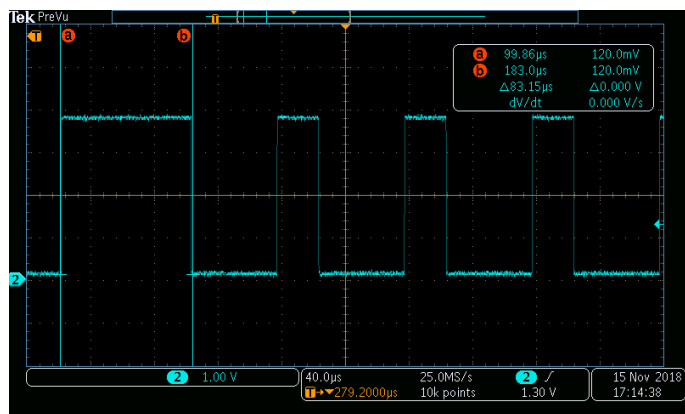 Tek PreVu
T
T
a
b
a 99.86µs 120.0mV
b 183.0µs 120.0mV
Δ83.15µs Δ0.000 V
dV/dt 0.000 V/s
2
2 1.00 V
40.0µs 25.0MS/s 2 ∫
T→▼279.2000µs 10k points 1.30 V
15 Nov 2018
17:14:38